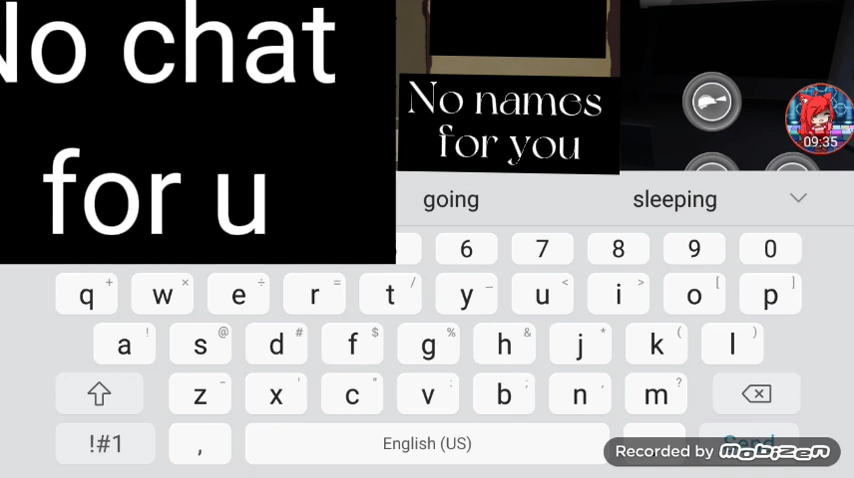 No chat
for u
No names
for you
09:35
going sleeping
6 7 8 9 0
q + w × e ÷ r = t / y _ u < i > o [ p ]
a ! s @ d # f $ g % h & j * k ( l )
z - x ' c " v : b ; n , m ?
!#1 , English (US) Send
Recorded by MOBIZEN